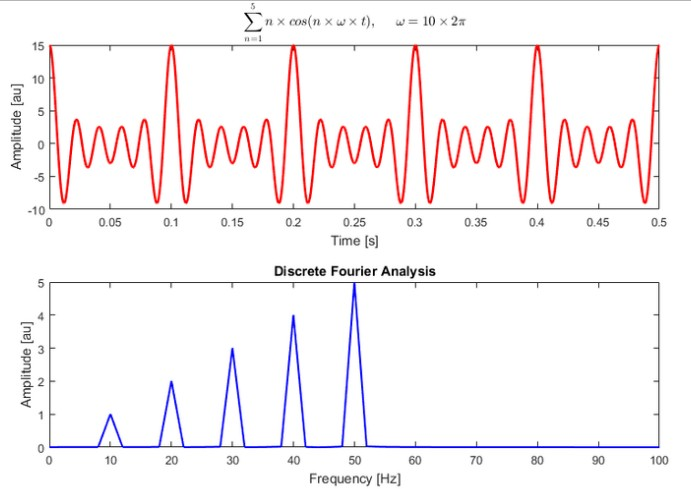 ∑_{n=1}^{5} n × cos(n × ω × t),   ω = 10 × 2π
15
10
5
0
-5
-10
Amplitude [au]
0 0.05 0.1 0.15 0.2 0.25 0.3 0.35 0.4 0.45 0.5
Time [s]
Discrete Fourier Analysis
5
4
3
2
1
0
Amplitude [au]
0 10 20 30 40 50 60 70 80 90 100
Frequency [Hz]